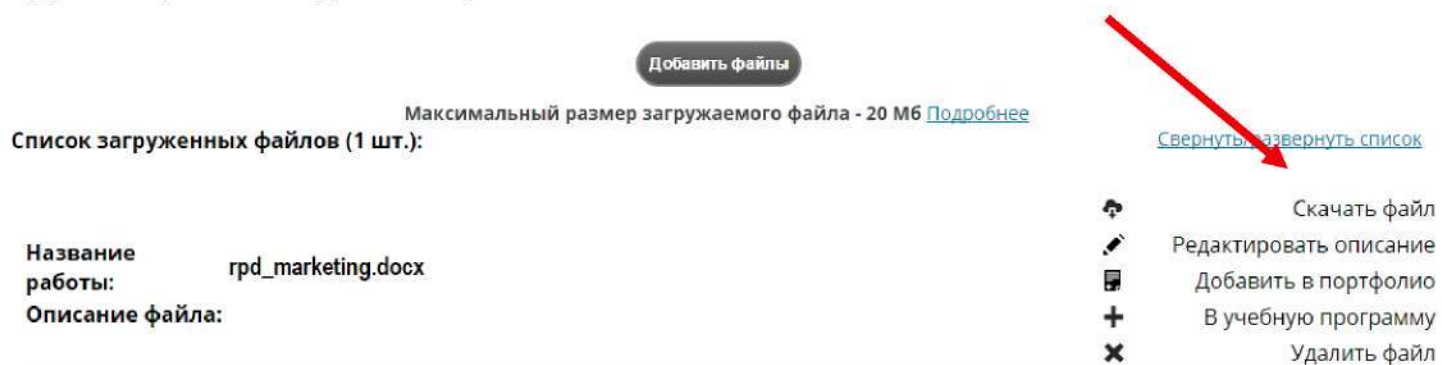 Добавить файлы
Максимальный размер загружаемого файла - 20 Мб Подробнее
Список загруженных файлов (1 шт.):
Свернуть/развернуть список
Скачать файл
Название работы:
rpd_marketing.docx
Редактировать описание
Добавить в портфолио
Описание файла:
В учебную программу
Удалить файл